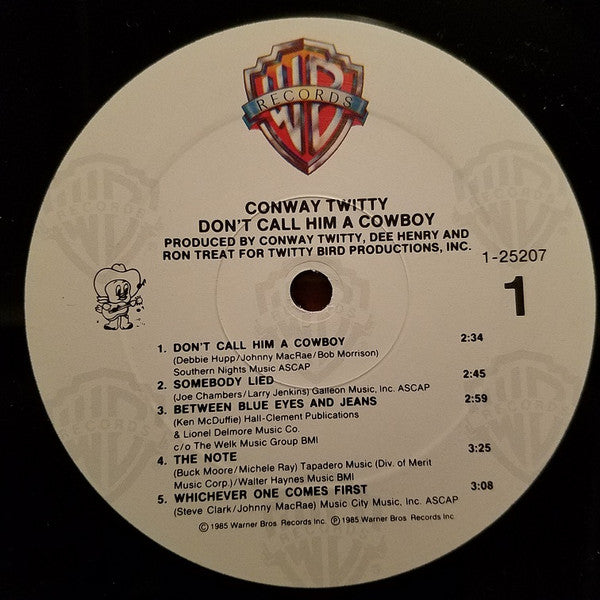 WB
RECORDS
CONWAY TWITTY
DON'T CALL HIM A COWBOY
PRODUCED BY CONWAY TWITTY, DEE HENRY AND
RON TREAT FOR TWITTY BIRD PRODUCTIONS, INC.
1-25207
1
1. DON'T CALL HIM A COWBOY 2:34
(Debbie Hupp/Johnny MacRae/Bob Morrison)
Southern Nights Music ASCAP
2. SOMEBODY LIED 2:45
(Joe Chambers/Larry Jenkins) Galleon Music, Inc. ASCAP
3. BETWEEN BLUE EYES AND JEANS 2:59
(Ken McDuffie) Hall-Clement Publications
& Lionel Delmore Music Co.
c/o The Welk Music Group BMI
4. THE NOTE 3:25
(Buck Moore/Michele Ray) Tapadero Music (Div. of Merit
Music Corp.)/Walter Haynes Music BMI
5. WHICHEVER ONE COMES FIRST 3:08
(Steve Clark/Johnny MacRae) Music City Music, Inc. ASCAP
© 1985 Warner Bros. Records Inc. ℗ 1985 Warner Bros. Records Inc.